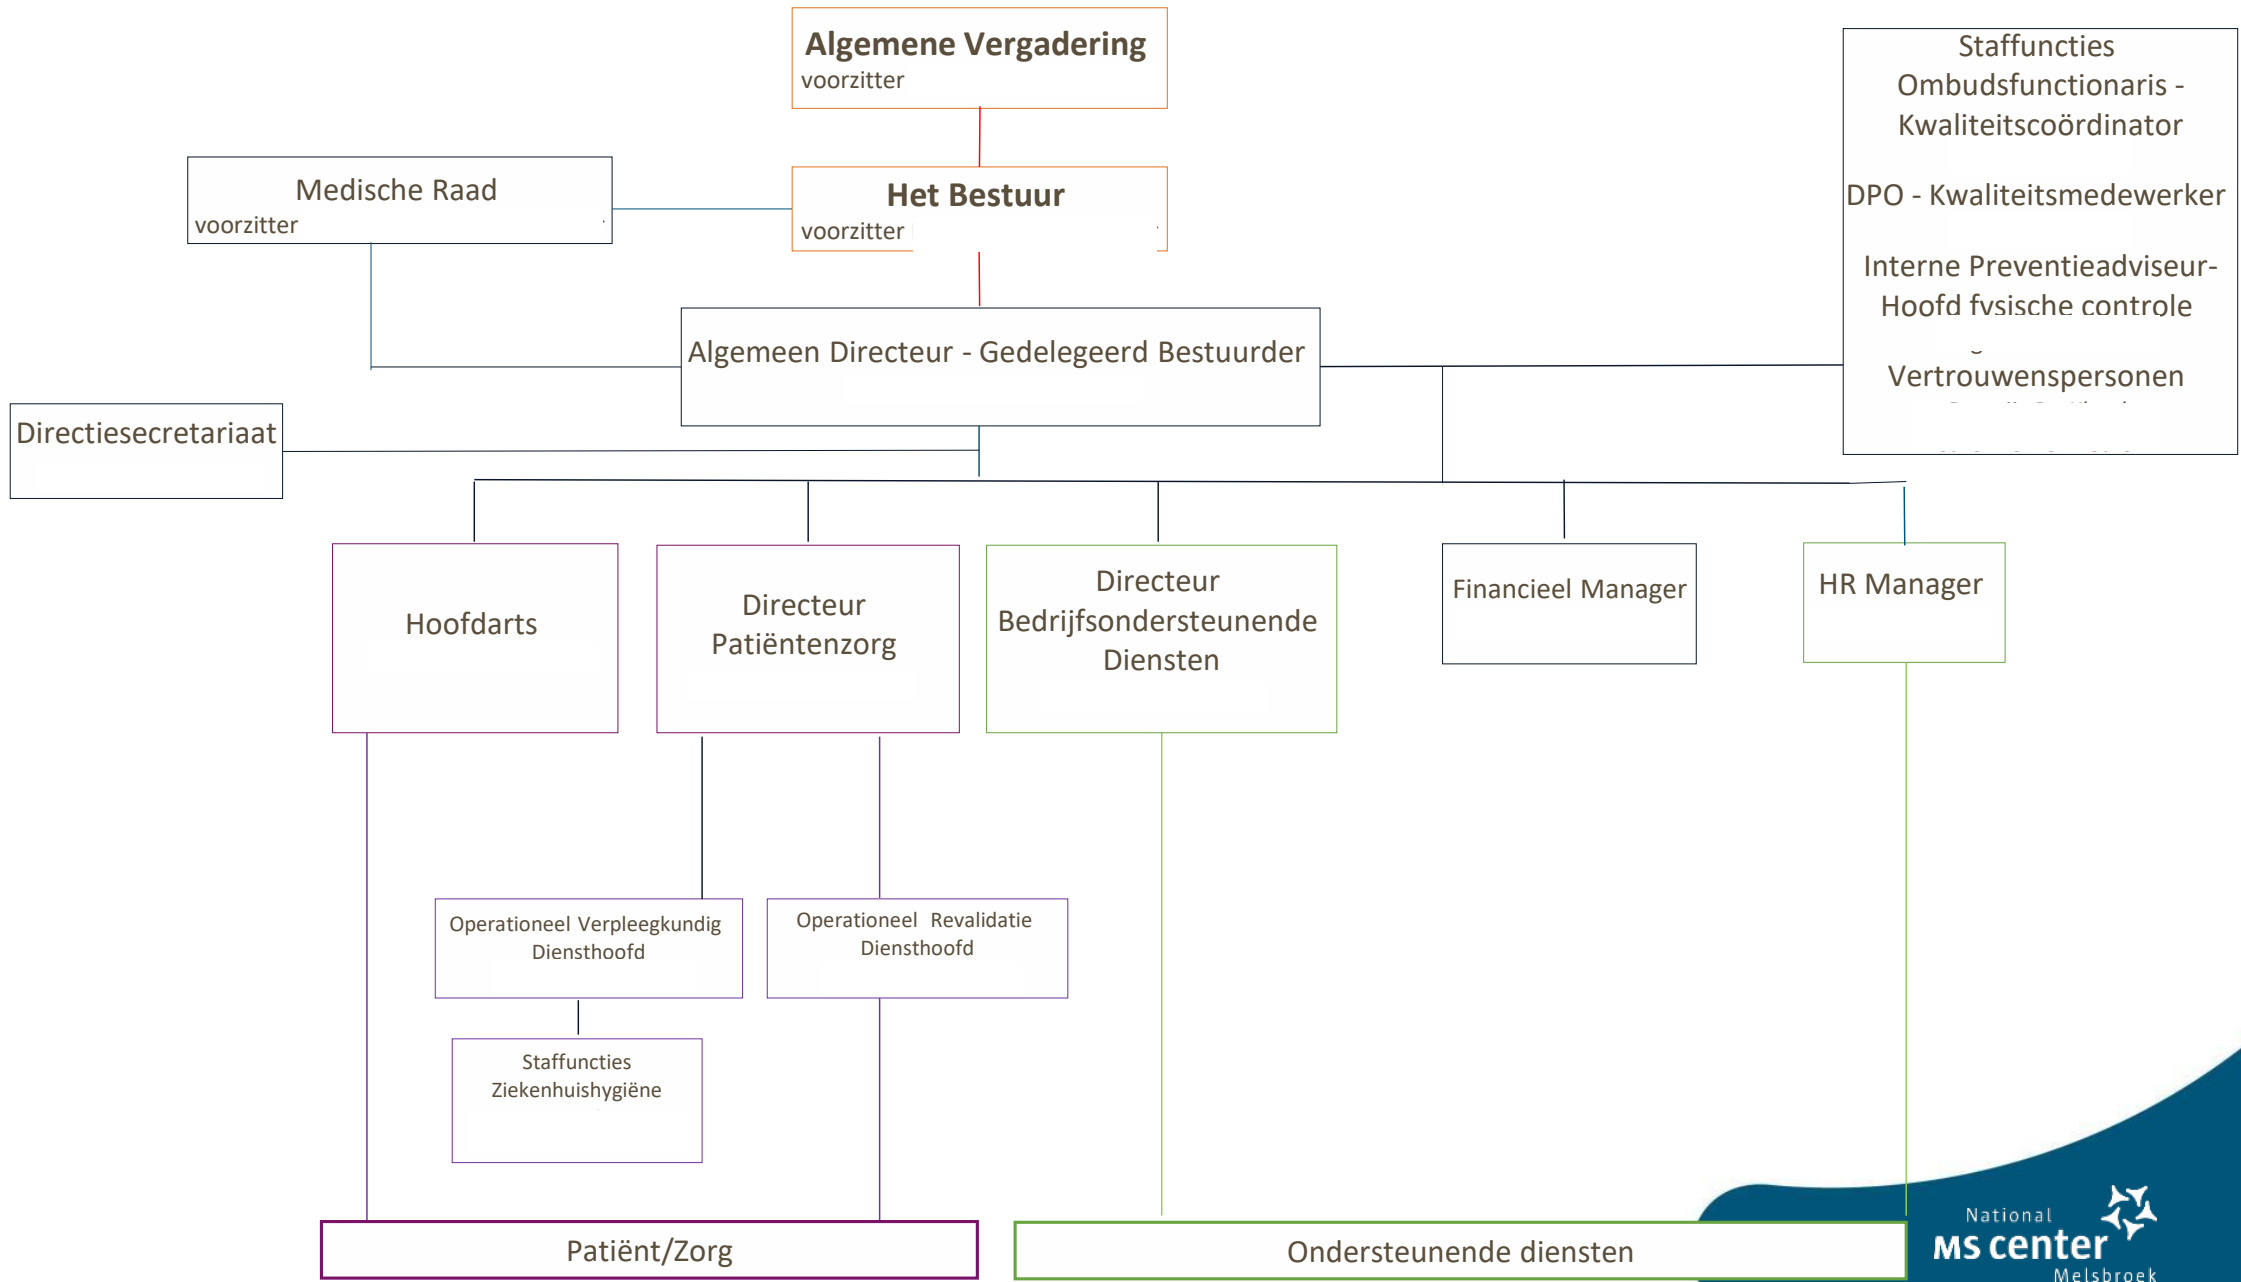 Algemene Vergadering
voorzitter
Staffuncties
Ombudsfunctionaris -
Kwaliteitscoördinator
DPO - Kwaliteitsmedewerker
Interne Preventieadviseur-
Hoofd fysische controle
Vertrouwenspersonen
Medische Raad
voorzitter
Het Bestuur
voorzitter
Algemeen Directeur - Gedelegeerd Bestuurder
Directiesecretariaat
Hoofdarts
Directeur
Patiëntenzorg
Directeur
Bedrijfsondersteunende
Diensten
Financieel Manager
HR Manager
Operationeel Verpleegkundig
Diensthoofd
Operationeel Revalidatie
Diensthoofd
Staffuncties
Ziekenhuishygiëne
Patiënt/Zorg
Ondersteunende diensten
National
MS center
Melsbroek